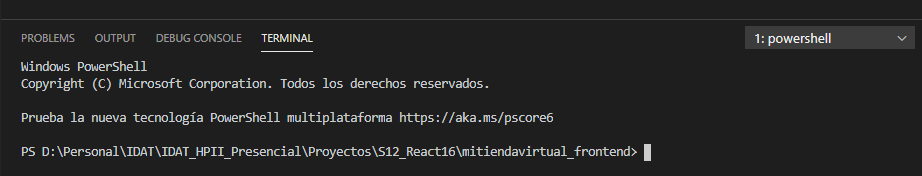 PROBLEMS OUTPUT DEBUG CONSOLE TERMINAL 1: powershell
Windows PowerShell
Copyright (C) Microsoft Corporation. Todos los derechos reservados.
Prueba la nueva tecnología PowerShell multiplataforma https://aka.ms/pscore6
PS D:\Personal\IDAT\IDAT_HPII_Presencial\Proyectos\S12_React16\mitiendavirtual_frontend>